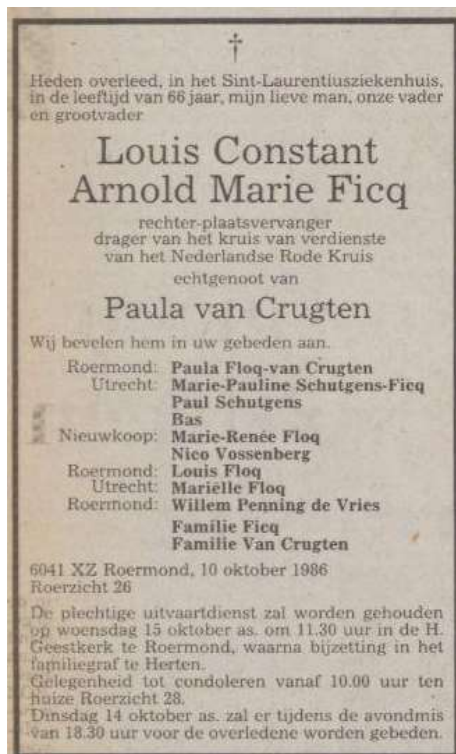 Heden overleed, in het Sint-Laurentiusziekenhuis,
in de leeftijd van 66 jaar, mijn lieve man, onze vader
en grootvader
Louis Constant
Arnold Marie Ficq
rechter-plaatsvervanger
drager van het kruis van verdienste
van het Nederlandse Rode Kruis
echtgenoot van
Paula van Crugten
Wij bevelen hem in uw gebeden aan.
Roermond: Paula Floq-van Crugten
Utrecht: Marie-Pauline Schutgens-Ficq
Paul Schutgens
Bas
Nieuwkoop: Marie-Renée Floq
Nico Vossenberg
Roermond: Louis Floq
Utrecht: Mariëlle Floq
Roermond: Willem Penning de Vries
Familie Ficq
Familie Van Crugten
6041 XZ Roermond, 10 oktober 1986
Roerzicht 26
De plechtige uitvaartdienst zal worden gehouden
op woensdag 15 oktober as. om 11.30 uur in de H.
Geestkerk te Roermond, waarna bijzetting in het
familiegraf te Herten.
Gelegenheid tot condoleren vanaf 10.00 uur ten
huize Roerzicht 28.
Dinsdag 14 oktober as. zal er tijdens de avondmis
van 18.30 uur voor de overledene worden gebeden.